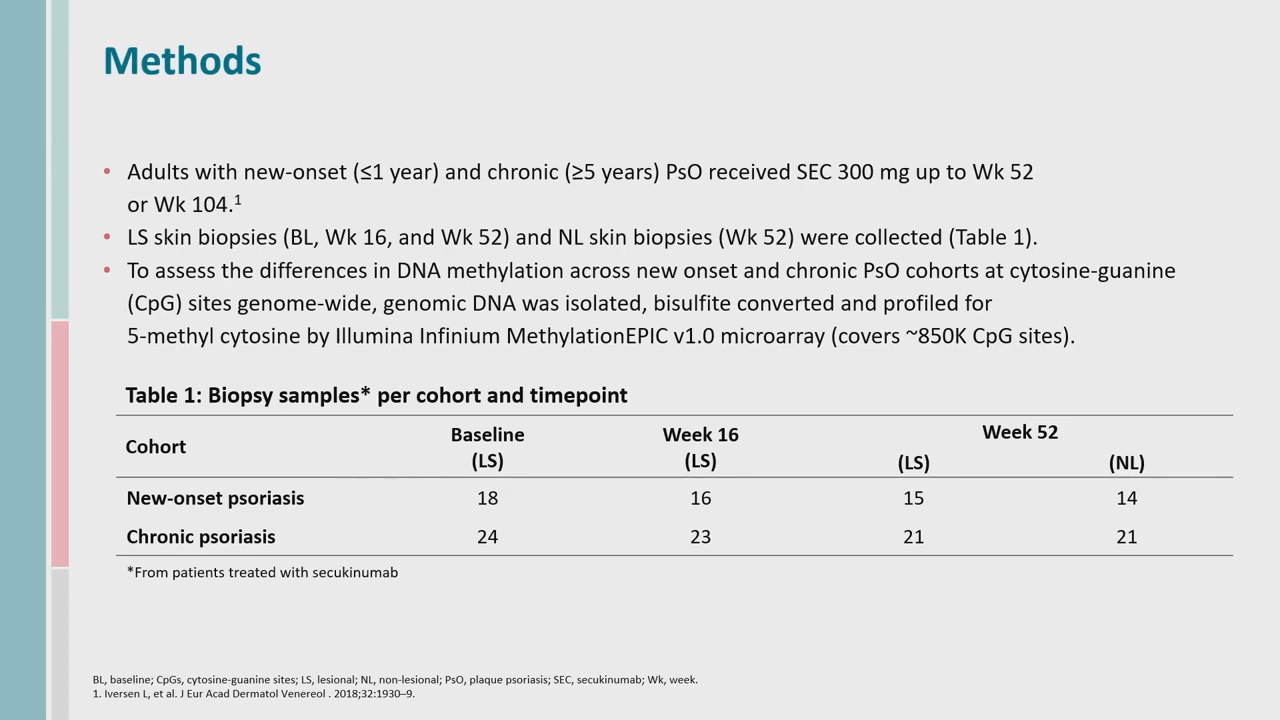 Methods
• Adults with new-onset (≤1 year) and chronic (≥5 years) PsO received SEC 300 mg up to Wk 52
or Wk 104.¹
• LS skin biopsies (BL, Wk 16, and Wk 52) and NL skin biopsies (Wk 52) were collected (Table 1).
• To assess the differences in DNA methylation across new onset and chronic PsO cohorts at cytosine-guanine
(CpG) sites genome-wide, genomic DNA was isolated, bisulfite converted and profiled for
5-methyl cytosine by Illumina Infinium MethylationEPIC v1.0 microarray (covers ~850K CpG sites).
Table 1: Biopsy samples* per cohort and timepoint
Cohort Baseline (LS) Week 16 (LS) Week 52 (LS) (NL)
New-onset psoriasis 18 16 15 14
Chronic psoriasis 24 23 21 21
*From patients treated with secukinumab
BL, baseline; CpGs, cytosine-guanine sites; LS, lesional; NL, non-lesional; PsO, plaque psoriasis; SEC, secukinumab; Wk, week.
1. Iversen L, et al. J Eur Acad Dermatol Venereol . 2018;32:1930–9.